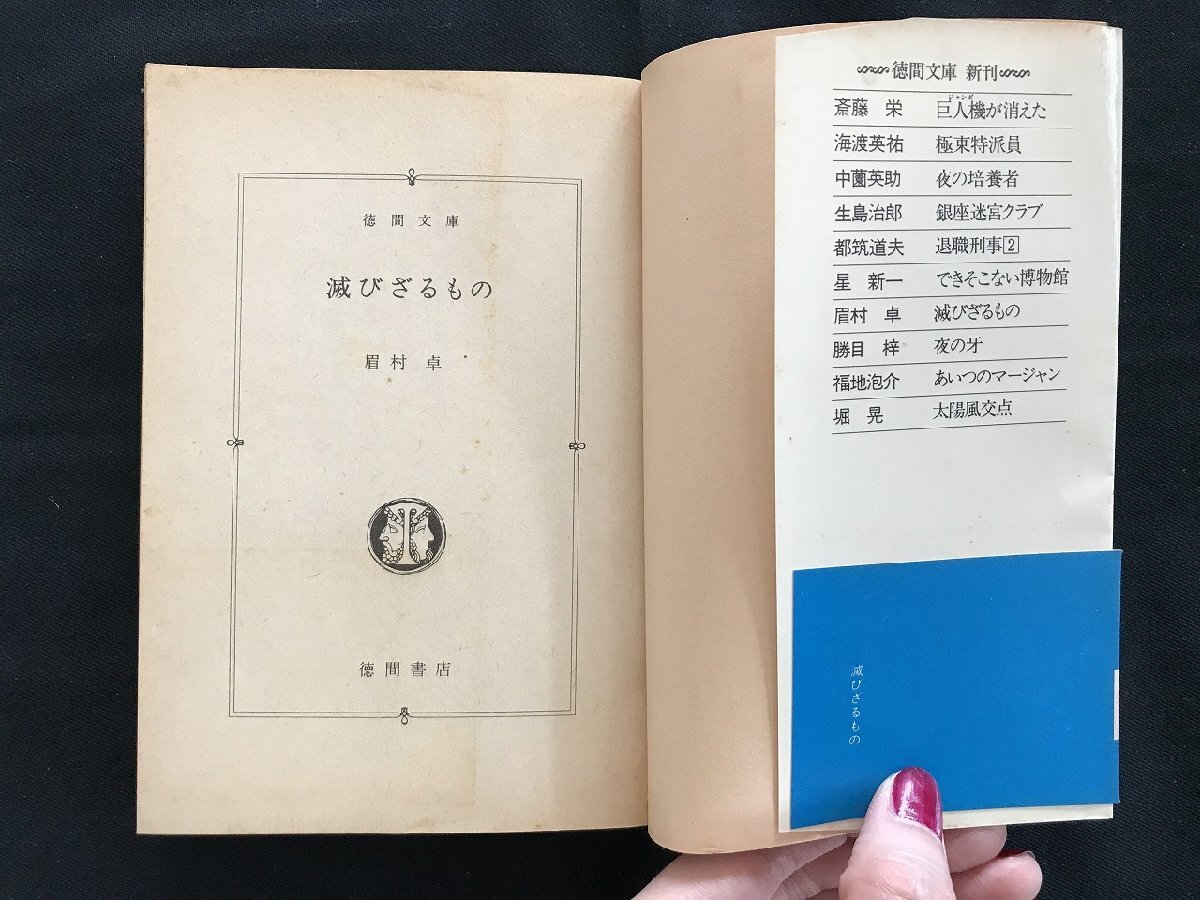 徳間文庫
滅びざるもの
眉村卓
徳間書店
徳間文庫 新刊
斎藤 栄 巨人機が消えた
ジャンボ
海渡英祐 極東特派員
中薗英助 夜の培養者
生島治郎 銀座迷宮クラブ
都筑道夫 退職刑事2
星 新一 できそこない博物館
眉村 卓 滅びざるもの
勝目 梓 夜の牙
福地泡介 あいつのマージャン
堀 晃 太陽風交点
滅びざるもの